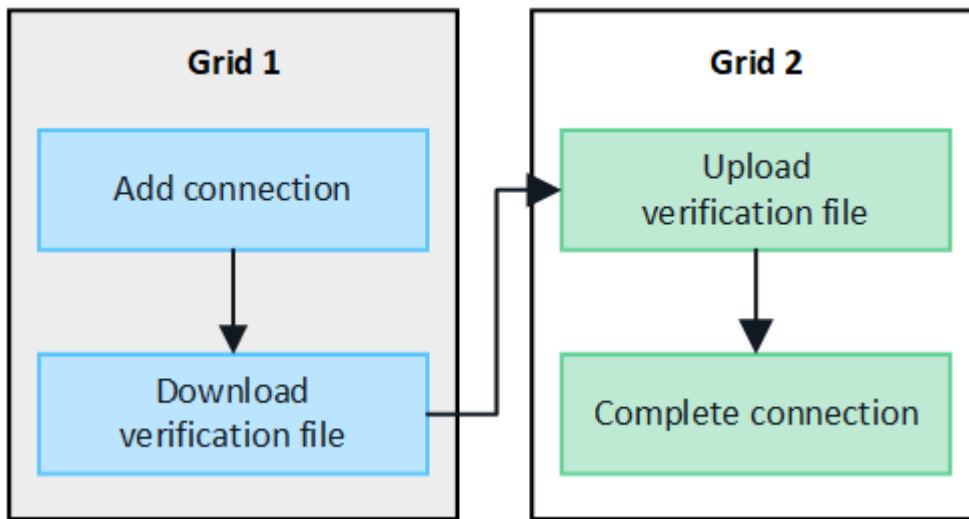 Grid 1
Add connection
Download
verification file
Grid 2
Upload
verification file
Complete connection